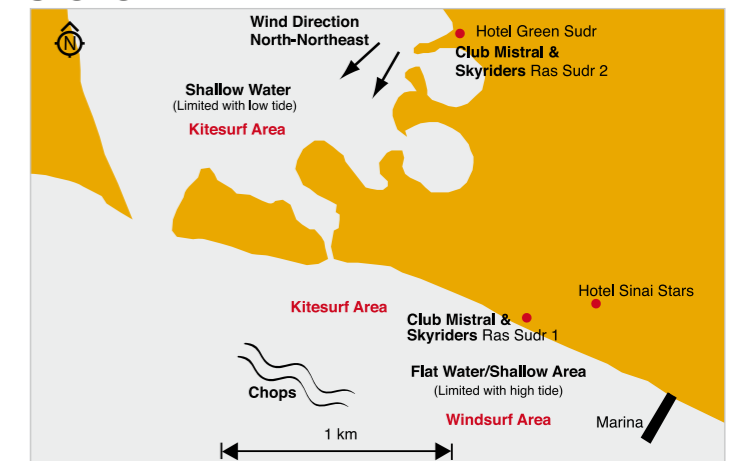 Wind Direction
North-Northeast
Hotel Green Sudr
Club Mistral &
Skyriders Ras Sudr 2
N
Shallow Water
(Limited with low tide)
Kitesurf Area
Hotel Sinai Stars
Kitesurf Area
Club Mistral &
Skyriders Ras Sudr 1
Flat Water/Shallow Area
(Limited with high tide)
Chops
Windsurf Area
Marina
1 km